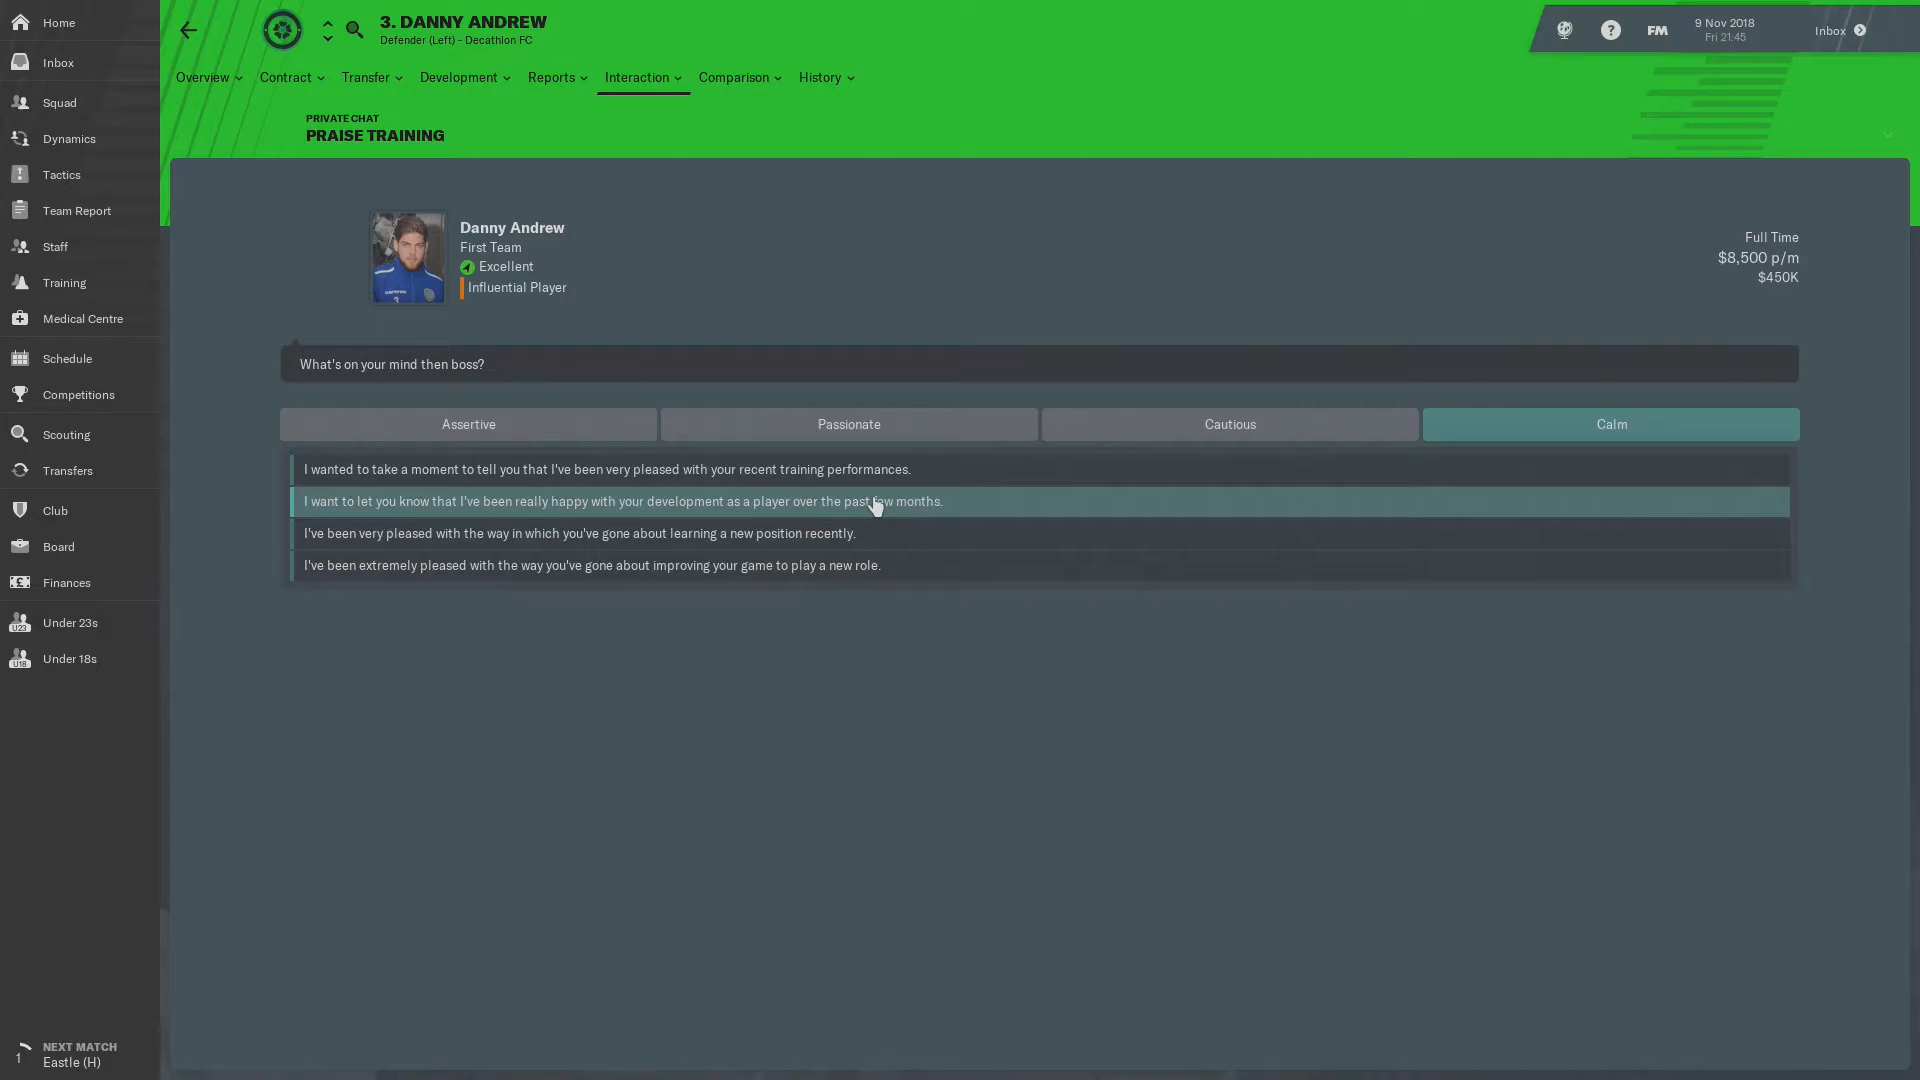 Home
Inbox
Squad
Dynamics
Tactics
Team Report
Staff
Training
Medical Centre
Schedule
Competitions
Scouting
Transfers
Club
Board
Finances
U23
Under 23s
U18
Under 18s
1
NEXT MATCH
Eastle (H)
3. DANNY ANDREW
Defender (Left) - Decathlon FC
?
FM
9 Nov 2018
Fri 21:45
Inbox
Overview
Contract
Transfer
Development
Reports
Interaction
Comparison
History
PRIVATE CHAT
PRAISE TRAINING
Danny Andrew
First Team
Excellent
Influential Player
Full Time
$8,500 p/m
$450K
What's on your mind then boss?
Assertive
Passionate
Cautious
Calm
I wanted to take a moment to tell you that I've been very pleased with your recent training performances.
I want to let you know that I've been really happy with your development as a player over the past few months.
I've been very pleased with the way in which you've gone about learning a new position recently.
I've been extremely pleased with the way you've gone about improving your game to play a new role.